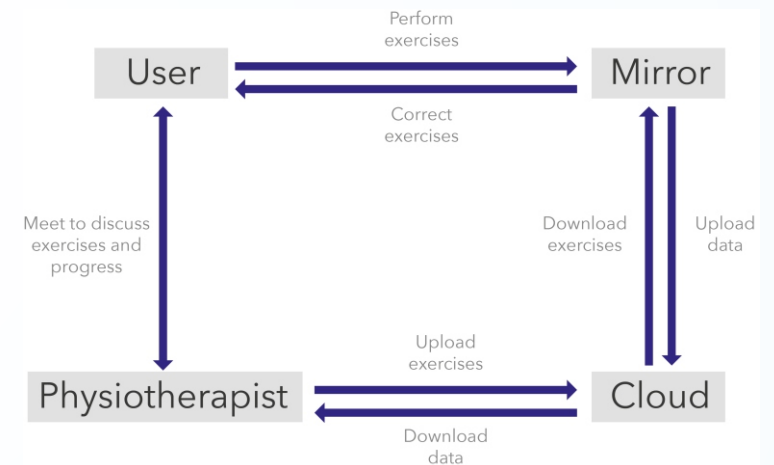 Perform
exercises
User
Mirror
Correct
exercises
Meet to discuss
exercises and
progress
Download
exercises
Upload
data
Upload
exercises
Physiotherapist
Cloud
Download
data